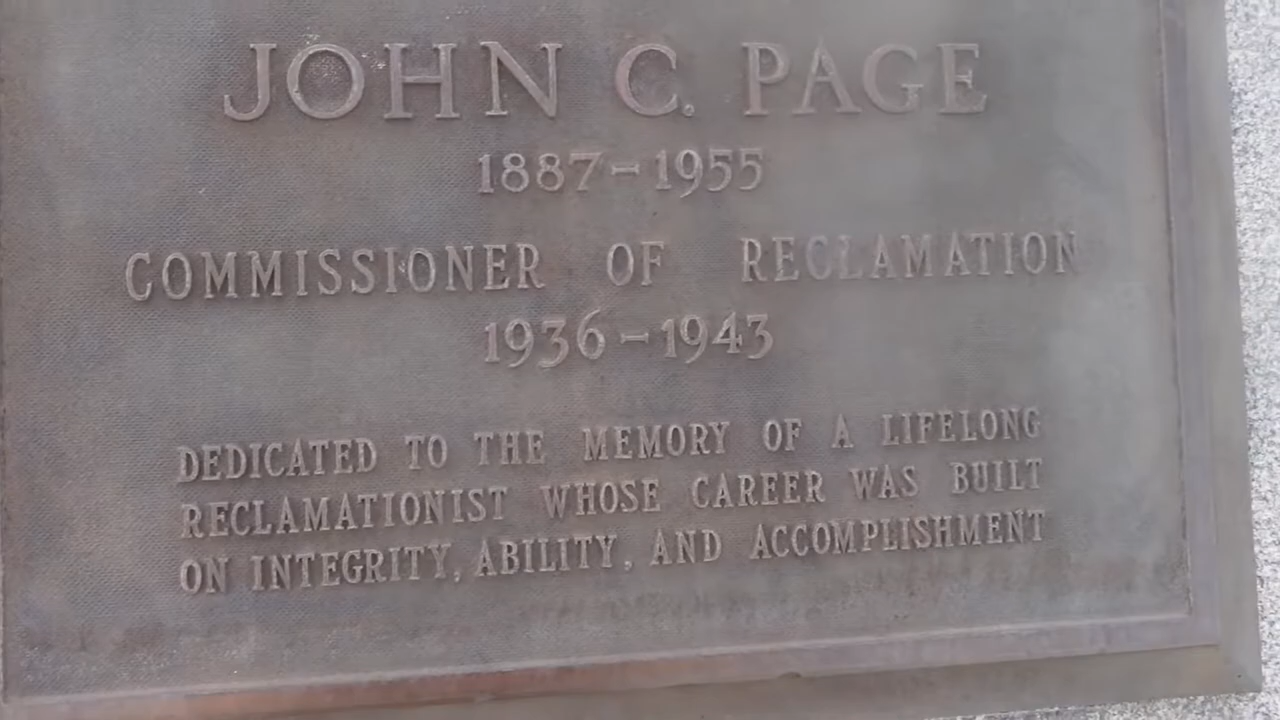 JOHN C. PAGE
1887-1955
COMMISSIONER OF RECLAMATION
1936-1943
DEDICATED TO THE MEMORY OF A LIFELONG
RECLAMATIONIST WHOSE CAREER WAS BUILT
ON INTEGRITY, ABILITY, AND ACCOMPLISHMENT